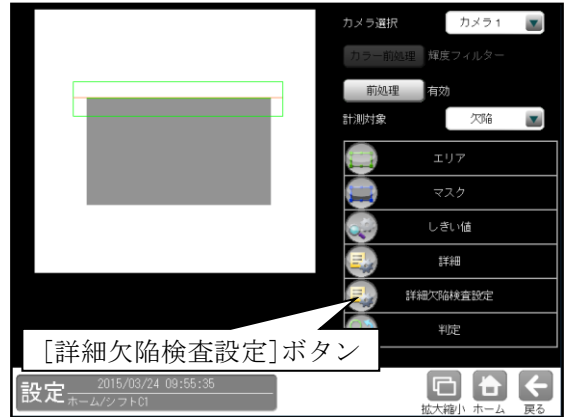 カメラ選択
カメラ1
カラー前処理
輝度フィルター
前処理
有効
計測対象
欠陥
エリア
マスク
しきい値
詳細
詳細欠陥検査設定
判定
[詳細欠陥検査設定]ボタン
設定
2015/03/24 09:55:35
ホーム/シフトC1
拡大縮小
ホーム
戻る